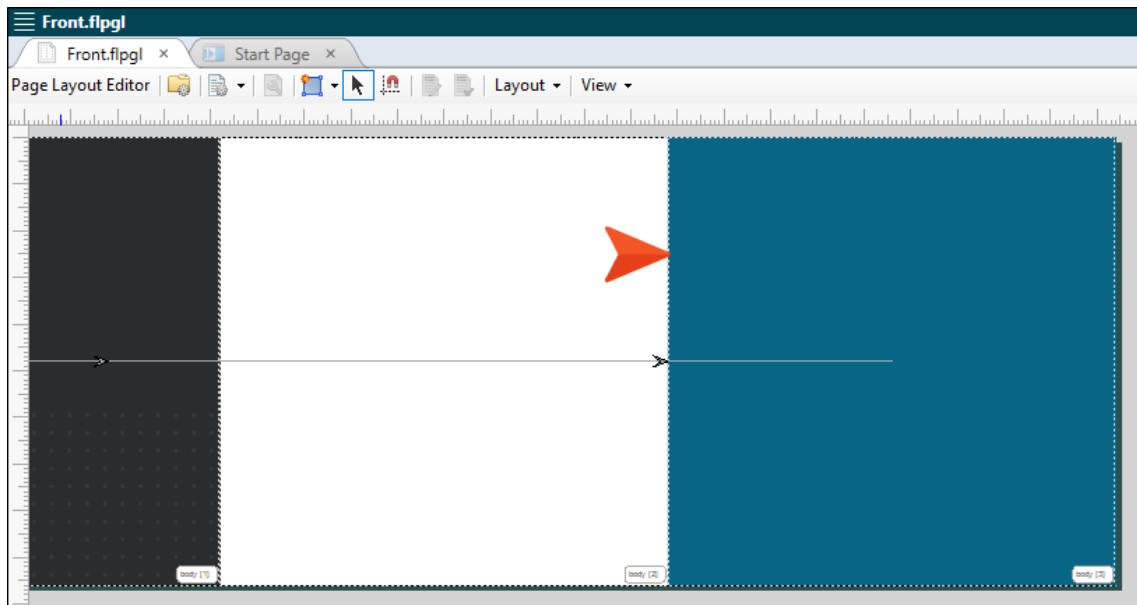 Front.flpgl
Front.flpgl × Start Page ×
Page Layout Editor Layout View
body [1] body [2] body [3]